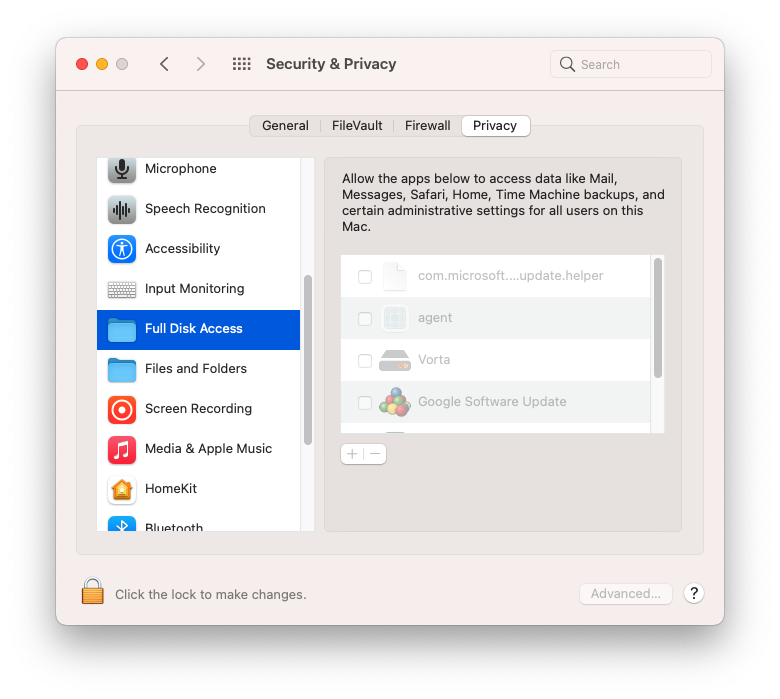 Security & Privacy
Search
General
FileVault
Firewall
Privacy
Microphone
Speech Recognition
Accessibility
Input Monitoring
Full Disk Access
Files and Folders
Screen Recording
Media & Apple Music
HomeKit
Bluetooth
Allow the apps below to access data like Mail,
Messages, Safari, Home, Time Machine backups, and
certain administrative settings for all users on this
Mac.
com.microsoft....update.helper
agent
Vorta
Google Software Update
Click the lock to make changes.
Advanced...
?